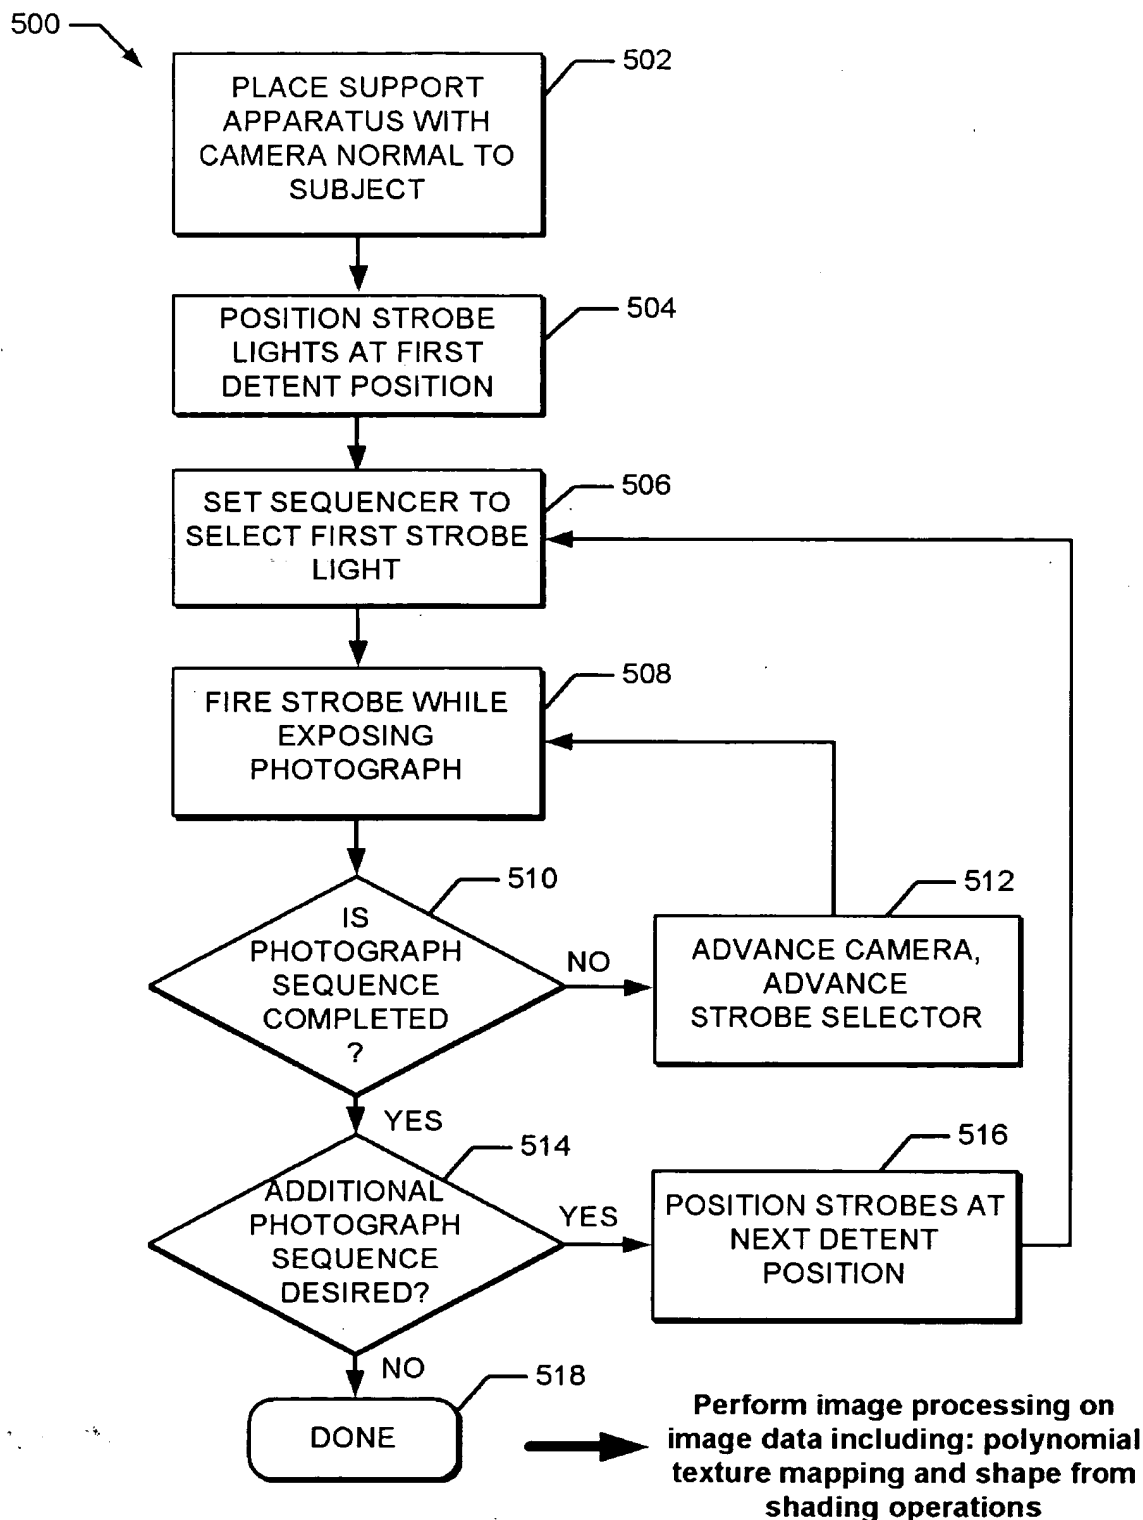 500
502
PLACE SUPPORT
APPARATUS WITH
CAMERA NORMAL TO
SUBJECT
504
POSITION STROBE
LIGHTS AT FIRST
DETENT POSITION
506
SET SEQUENCER TO
SELECT FIRST STROBE
LIGHT
508
FIRE STROBE WHILE
EXPOSING
PHOTOGRAPH
510
IS
PHOTOGRAPH
SEQUENCE
COMPLETED
?
NO
512
ADVANCE CAMERA,
ADVANCE
STROBE SELECTOR
YES
514
ADDITIONAL
PHOTOGRAPH
SEQUENCE
DESIRED?
YES
516
POSITION STROBES AT
NEXT DETENT
POSITION
NO
518
DONE
Perform image processing on
image data including: polynomial
texture mapping and shape from
shading operations